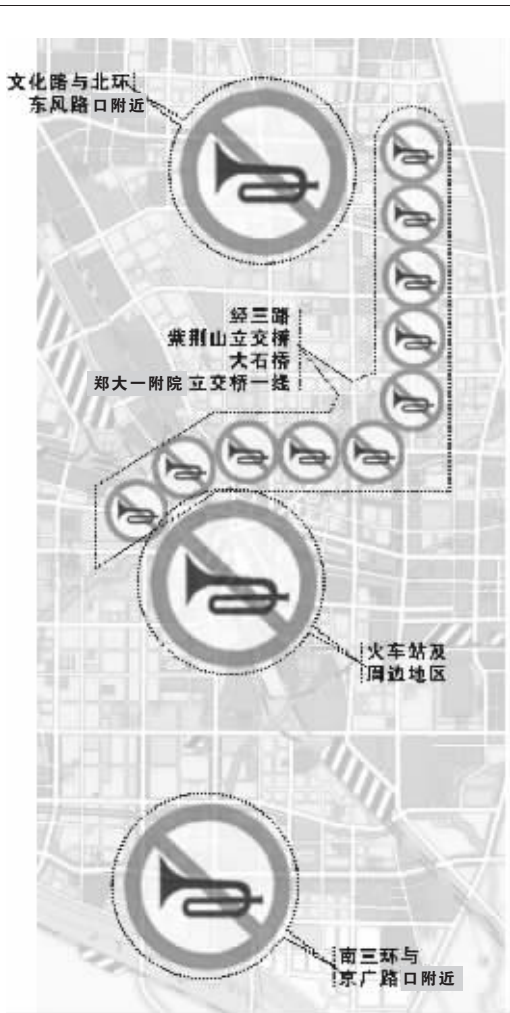 文化路与北环
东风路口附近
经三路
紫荆山立交桥
大石桥
郑大一附院 立交桥一线
火车站及
周边地区
南三环与
京广路口附近